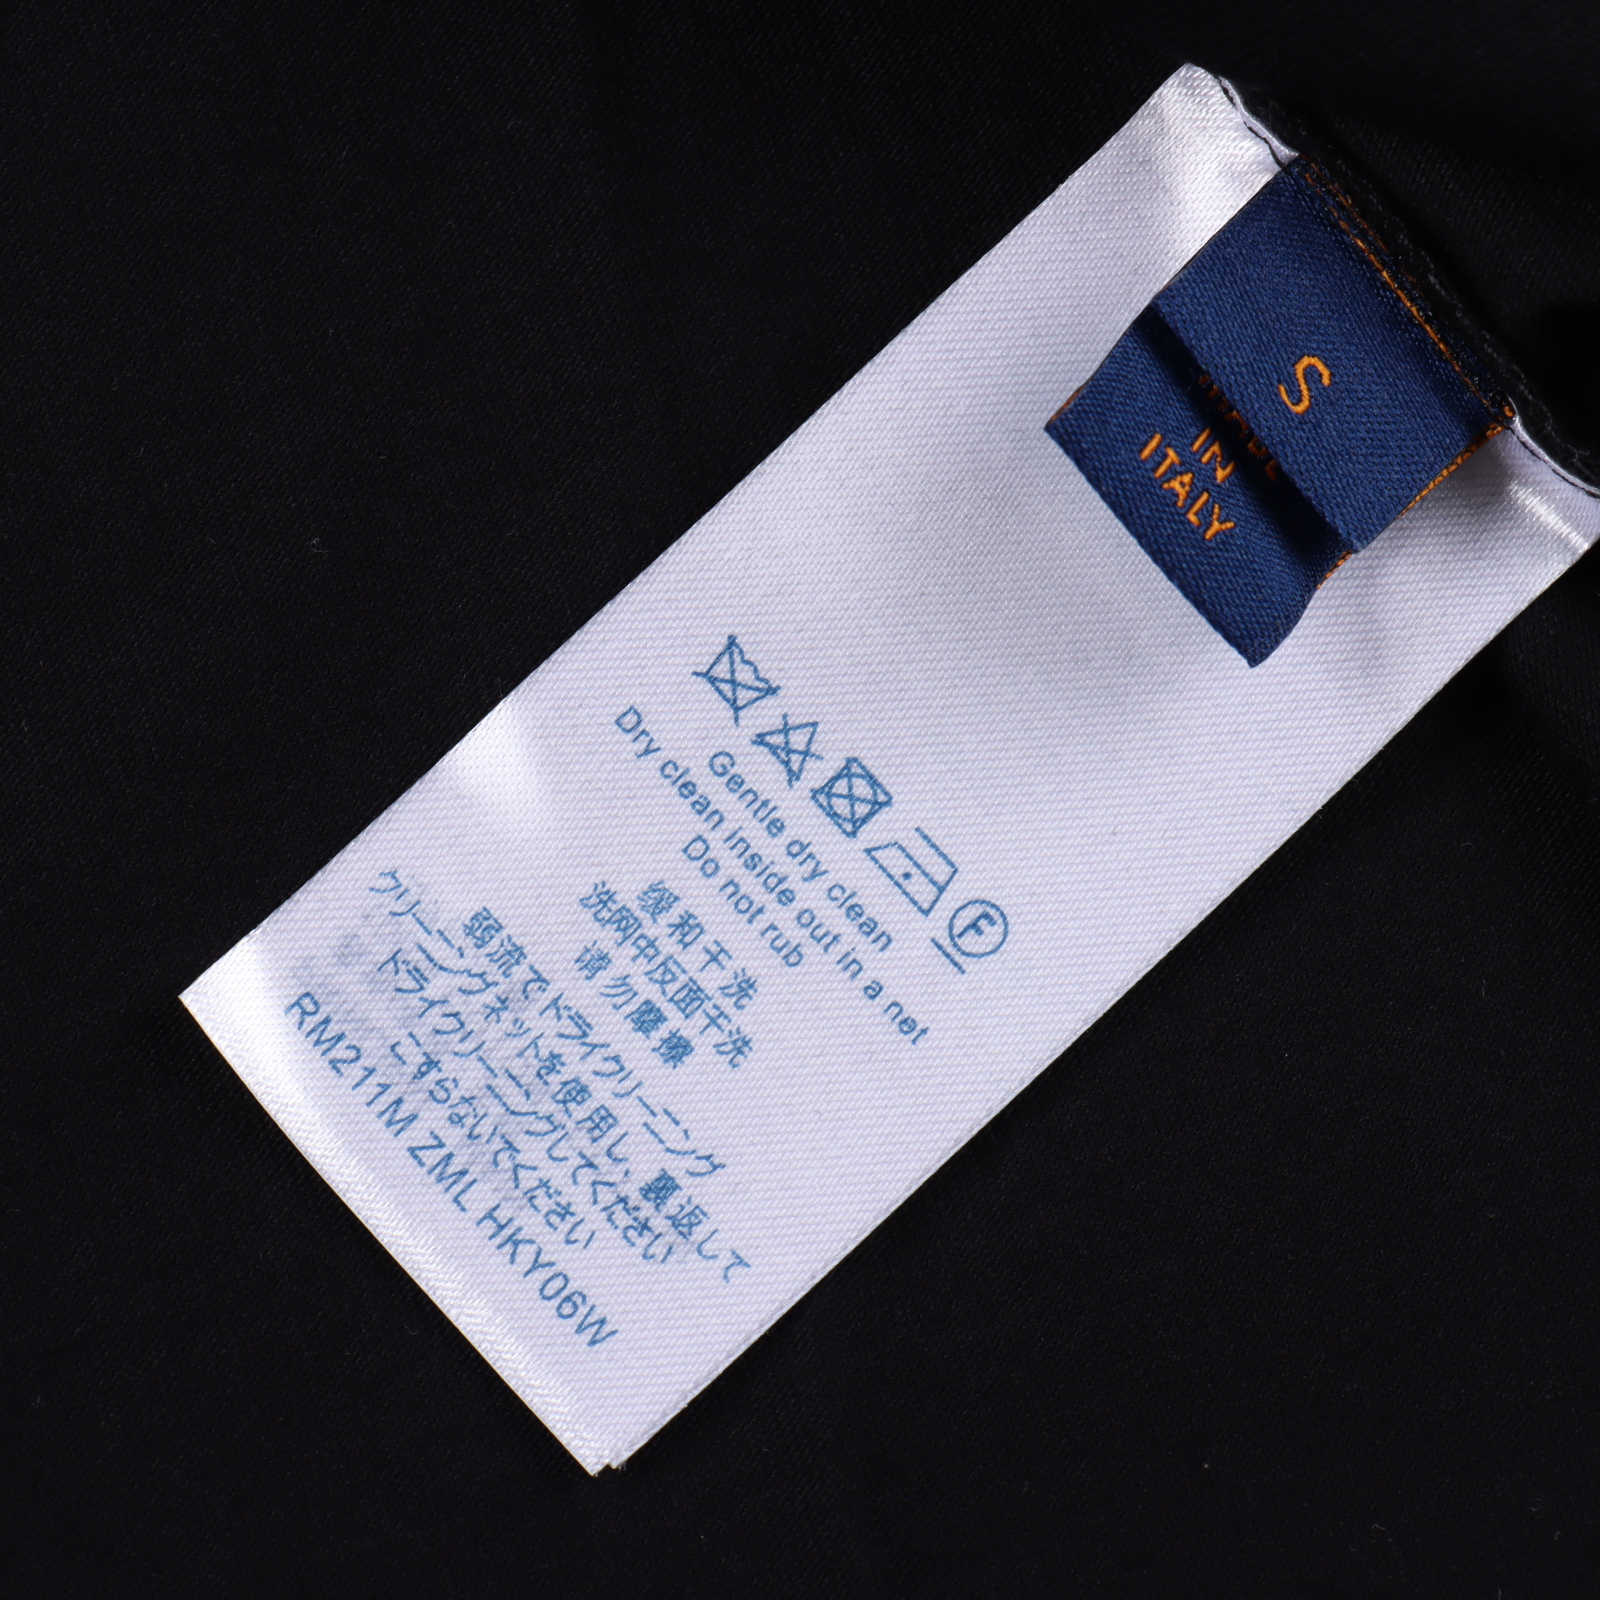 S
MADE
IN
ITALY
F
Gentle dry clean
Dry clean inside out in a net
Do not rub
缓和干洗
洗网中反面干洗
请勿摩擦
弱流でドライクリーニング
クリーニングネットを使用し、裏返して
ドライクリーニングしてください
こすらないでください
RM211M ZML HKY06W